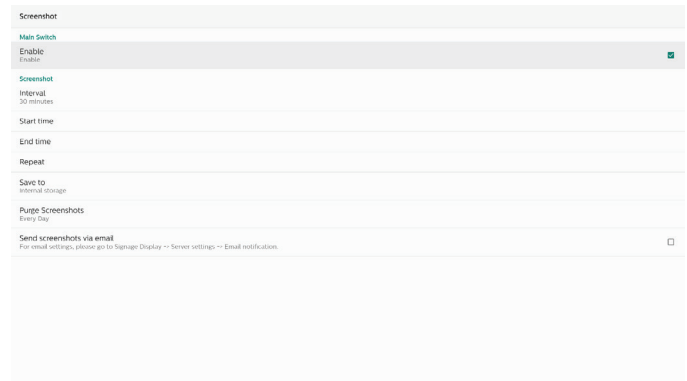 Screenshot
Main Switch
Enable
Enable
Screenshot
Interval
30 minutes
Start time
End time
Repeat
Save to
Internal storage
Purge Screenshots
Every Day
Send screenshots via email
For email settings, please go to Signage Display -> Server settings -> Email notification.